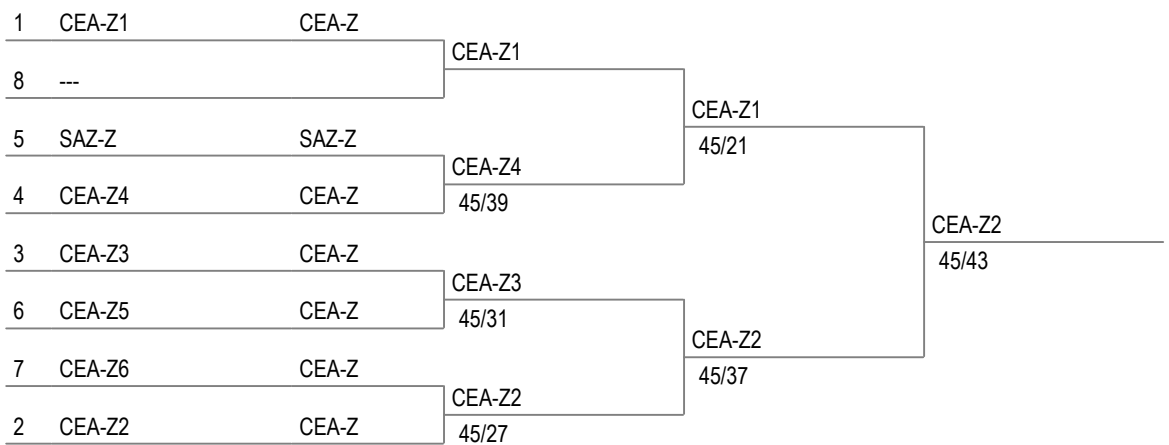 1 CEA-Z1 CEA-Z
CEA-Z1
8 ---
CEA-Z1
5 SAZ-Z SAZ-Z
45/21
CEA-Z4
4 CEA-Z4 CEA-Z
45/39
CEA-Z2
3 CEA-Z3 CEA-Z
45/43
CEA-Z3
6 CEA-Z5 CEA-Z
45/31
CEA-Z2
7 CEA-Z6 CEA-Z
45/37
CEA-Z2
2 CEA-Z2 CEA-Z
45/27